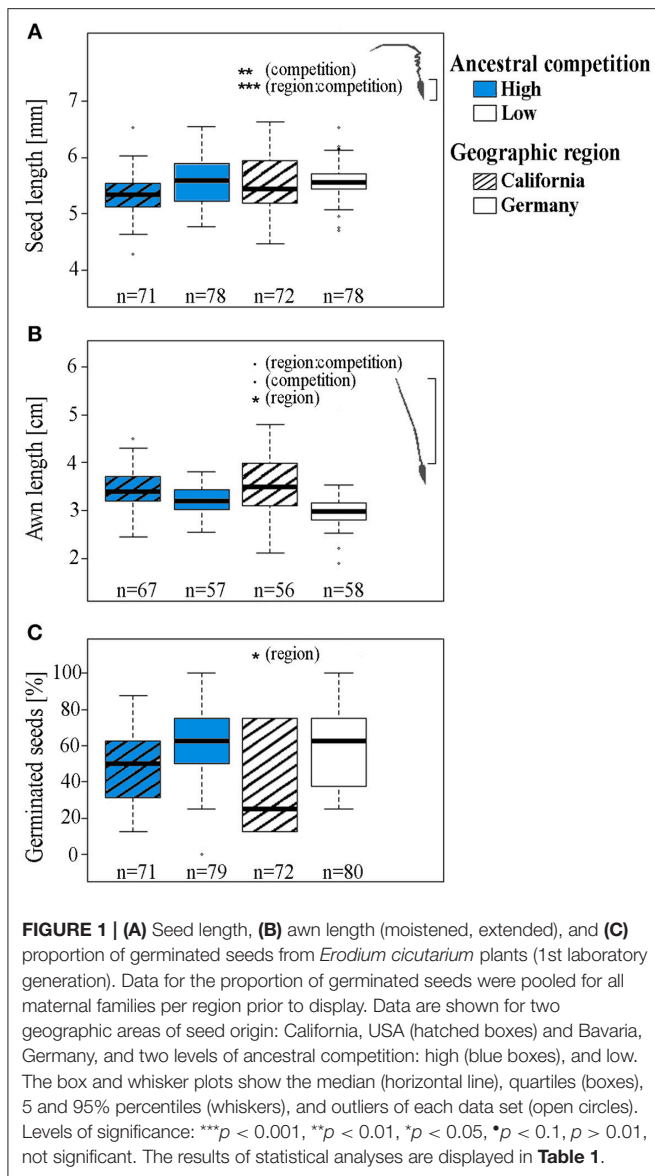 A
** (competition)
*** (region:competition)
Ancestral competition
High
Low
Geographic region
California
Germany
Seed length [mm]
7
6
5
4
n=71
n=78
n=72
n=78
B
· (region:competition)
· (competition)
* (region)
Awn length [cm]
6
5
4
3
2
n=67
n=57
n=56
n=58
C
* (region)
Germinated seeds [%]
100
80
60
40
20
0
n=71
n=79
n=72
n=80
FIGURE 1 | (A) Seed length, (B) awn length (moistened, extended), and (C)
proportion of germinated seeds from Erodium cicutarium plants (1st laboratory
generation). Data for the proportion of germinated seeds were pooled for all
maternal families per region prior to display. Data are shown for two
geographic areas of seed origin: California, USA (hatched boxes) and Bavaria,
Germany, and two levels of ancestral competition: high (blue boxes), and low.
The box and whisker plots show the median (horizontal line), quartiles (boxes),
5 and 95% percentiles (whiskers), and outliers of each data set (open circles).
Levels of significance: ***p < 0.001, **p < 0.01, *p < 0.05, •p < 0.1, p > 0.01,
not significant. The results of statistical analyses are displayed in Table 1.